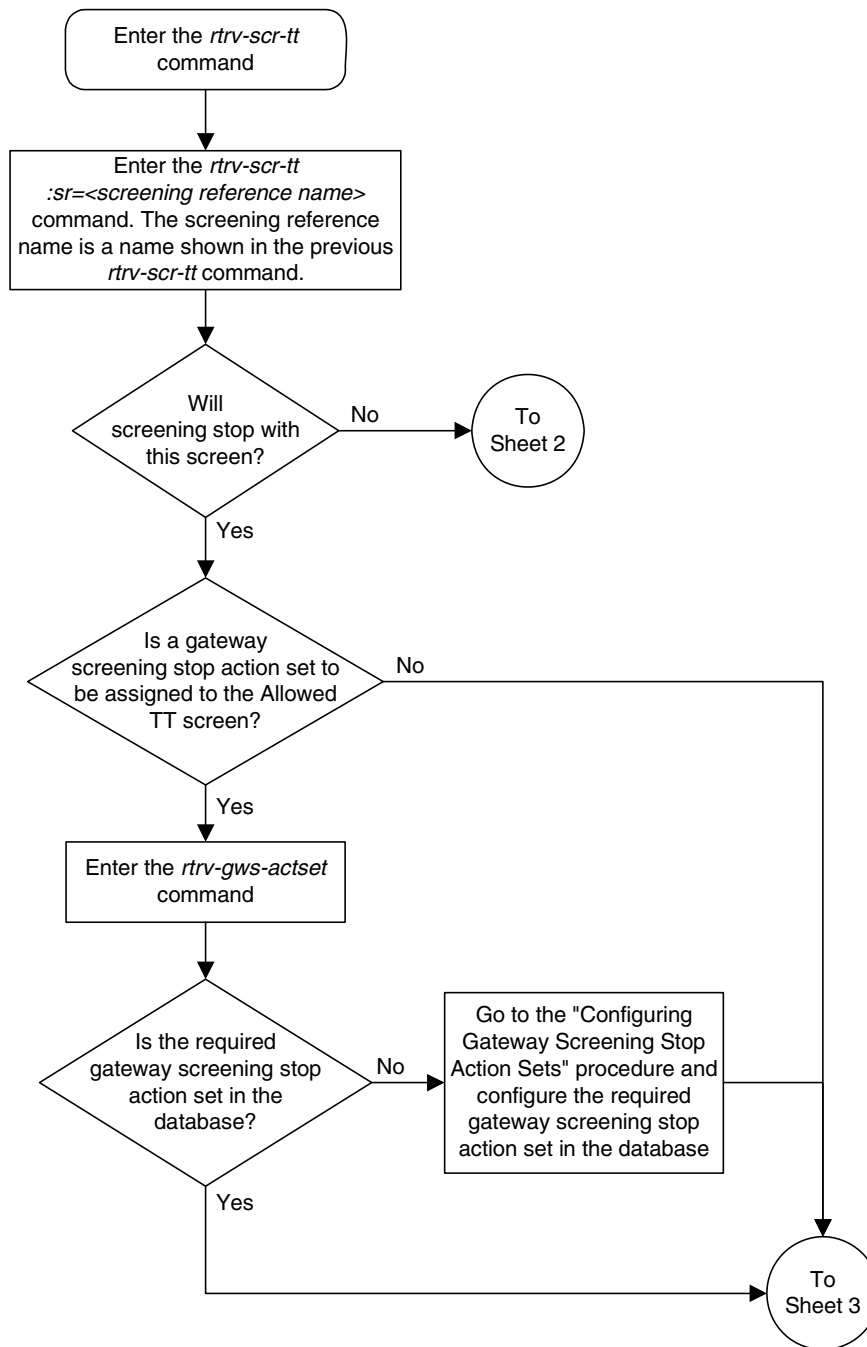 Enter the rtrv-scr-tt
command
Enter the rtrv-scr-tt
:sr=<screening reference name>
command. The screening reference
name is a name shown in the previous
rtrv-scr-tt command.
Will
screening stop with
this screen?
No
To
Sheet 2
Yes
Is a gateway
screening stop action set to
be assigned to the Allowed
TT screen?
No
Yes
Enter the rtrv-gws-actset
command
Is the required
gateway screening stop
action set in the
database?
No
Go to the "Configuring
Gateway Screening Stop
Action Sets" procedure and
configure the required
gateway screening stop
action set in the database
Yes
To
Sheet 3